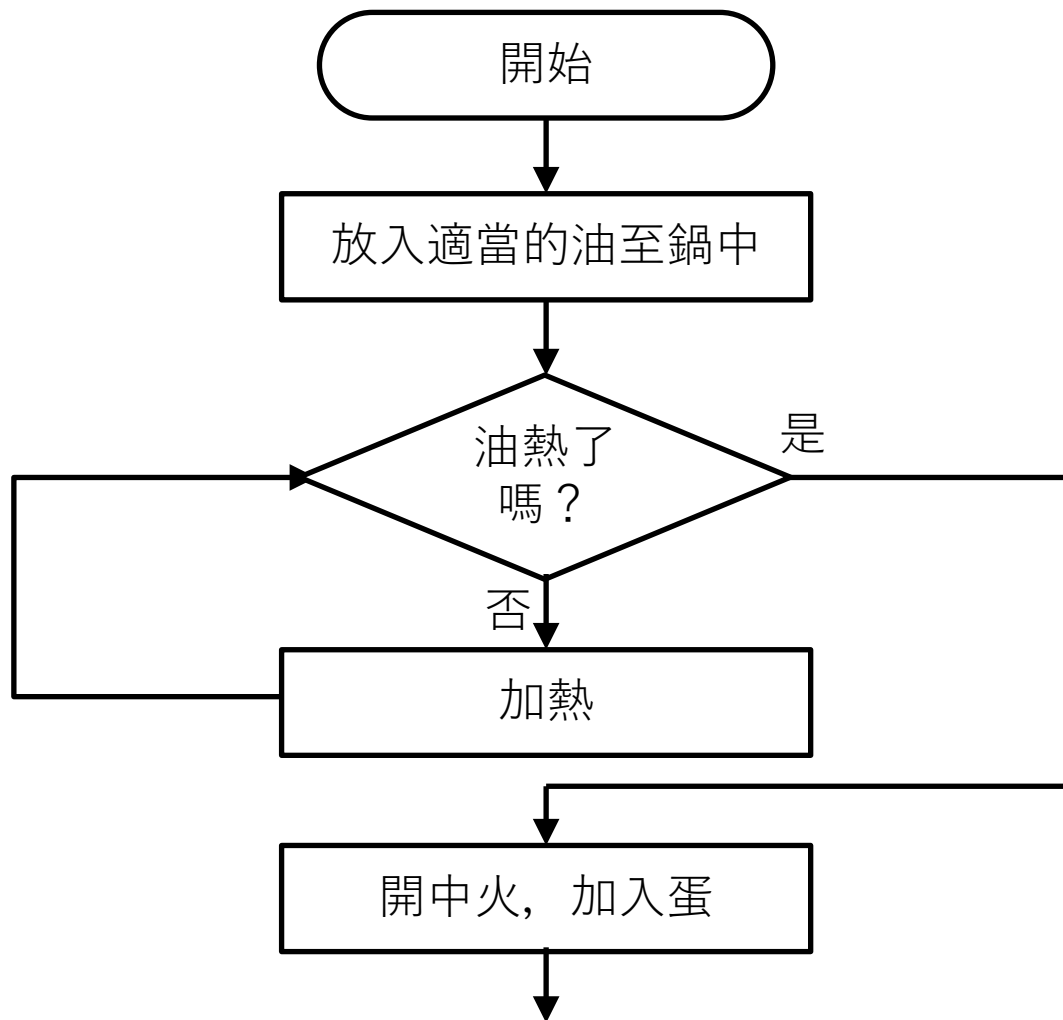 開始
放入適當的油至鍋中
油熱了
嗎？
是
否
加熱
開中火，加入蛋